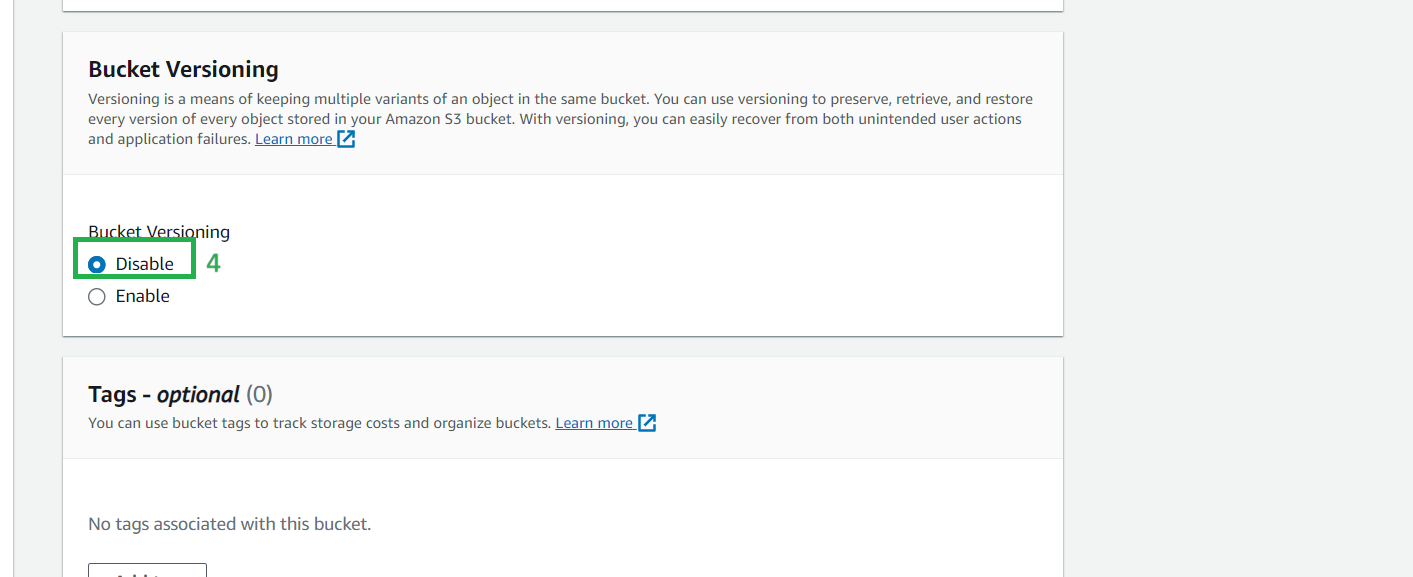 Bucket Versioning
Versioning is a means of keeping multiple variants of an object in the same bucket. You can use versioning to preserve, retrieve, and restore
every version of every object stored in your Amazon S3 bucket. With versioning, you can easily recover from both unintended user actions
and application failures. Learn more
Bucket Versioning
Disable 4
Enable
Tags - optional (0)
You can use bucket tags to track storage costs and organize buckets. Learn more
No tags associated with this bucket.